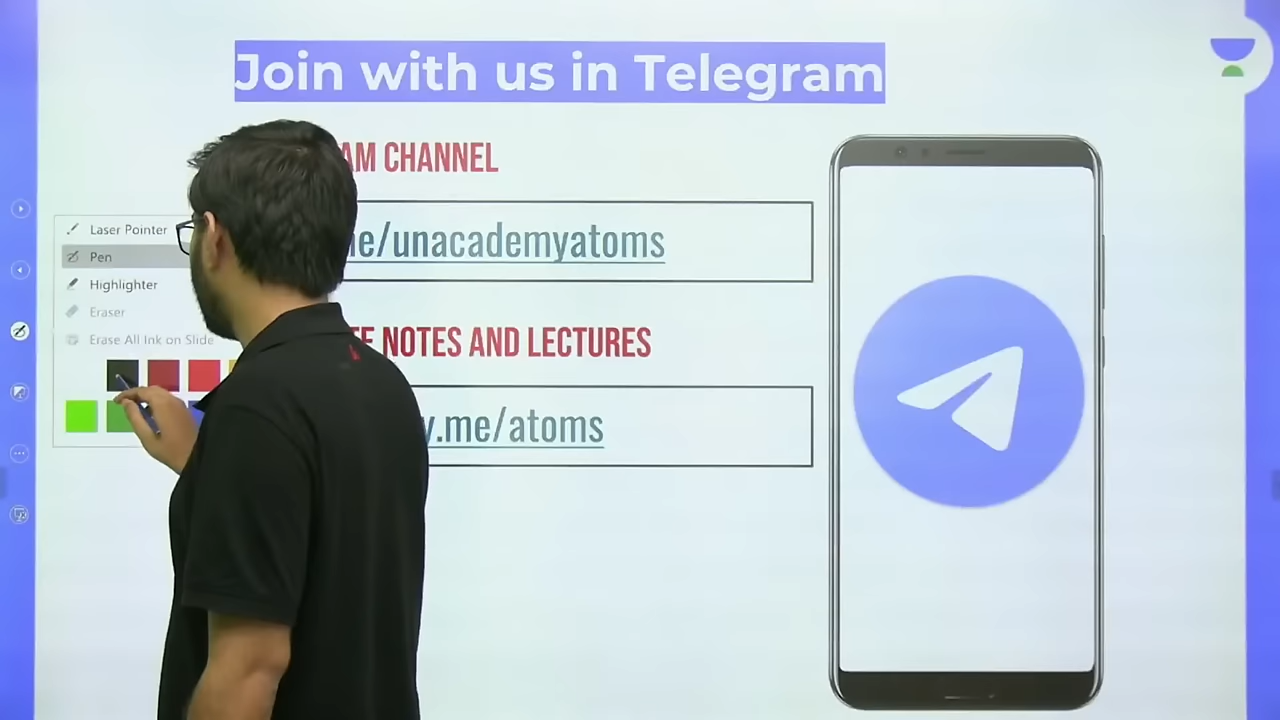 Join with us in Telegram
AM CHANNEL
Laser Pointer
me/unacademyatoms
Pen
Highlighter
Eraser
Erase All Ink on Slide
NOTES AND LECTURES
.me/atoms